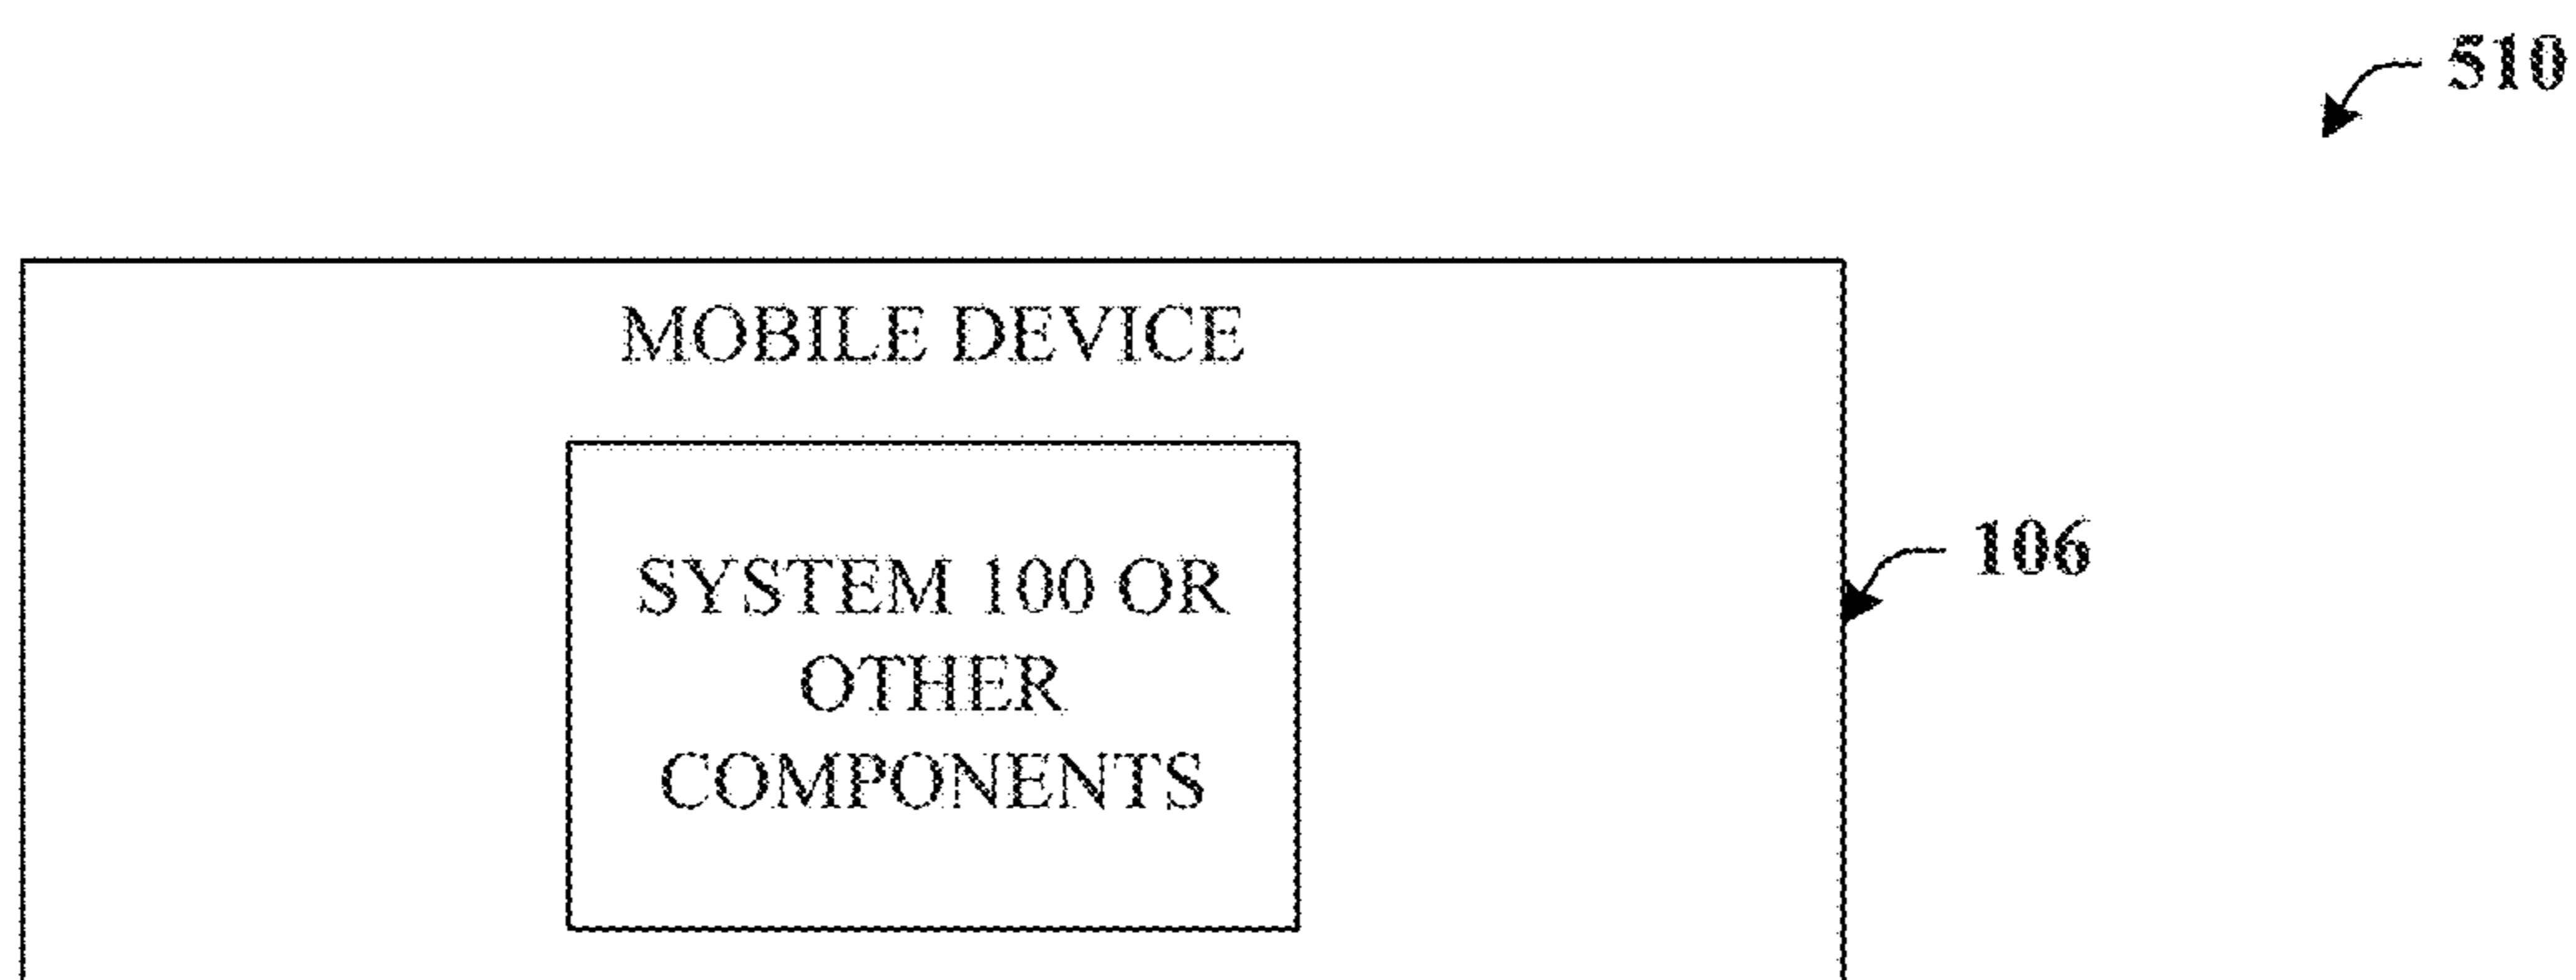 510
MOBILE DEVICE
106
SYSTEM 100 OR
OTHER
COMPONENTS